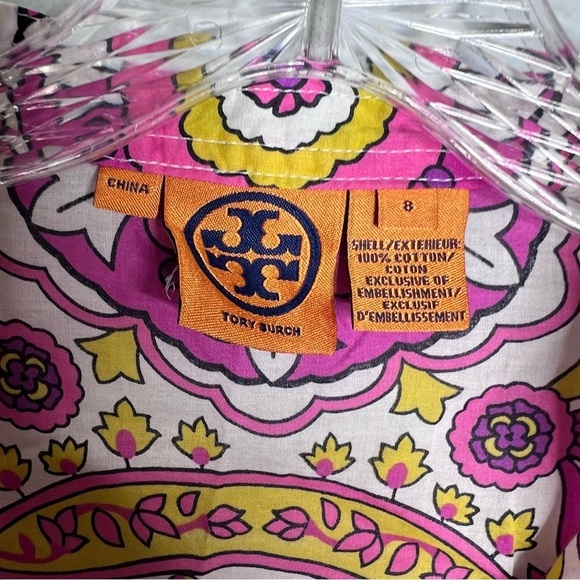 CHINA
TORY BURCH
8
SHELL/EXTERIEUR:
100% COTTON/
COTON
EXCLUSIVE OF
EMBELLISHMENT/
EXCLUSIF
D'EMBELLISSEMENT